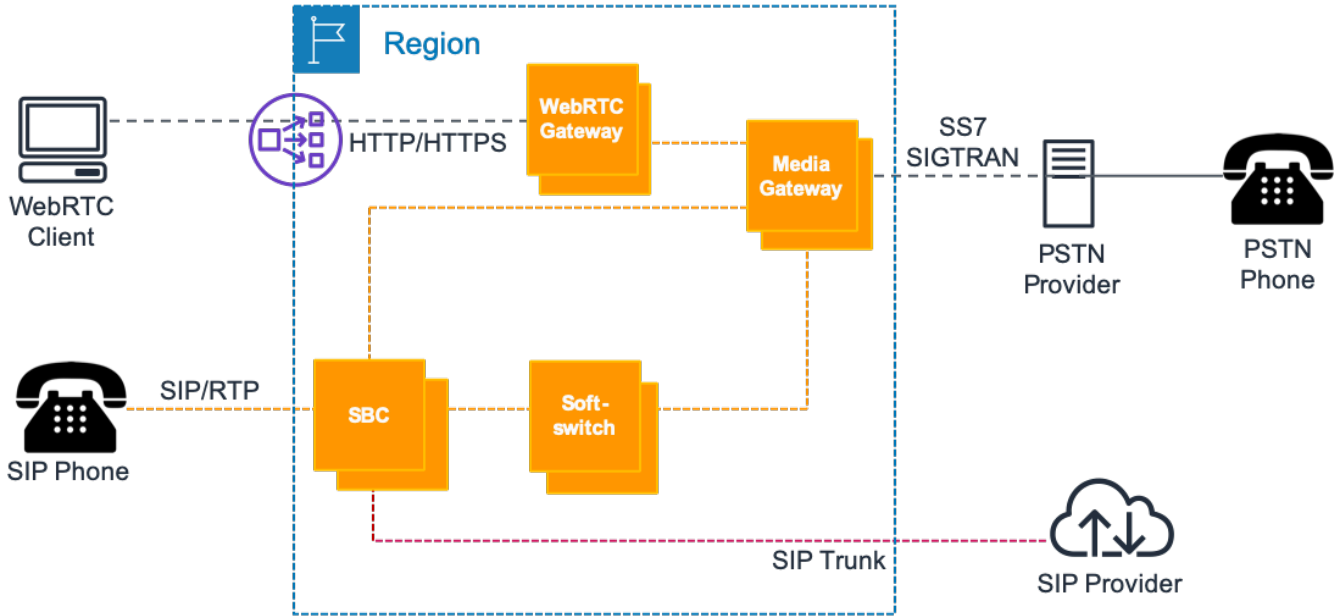 Region
WebRTC
Client
HTTP/HTTPS
WebRTC
Gateway
Media
Gateway
SS7
SIGTRAN
PSTN
Provider
PSTN
Phone
SIP Phone
SIP/RTP
SBC
Soft-
switch
SIP Trunk
SIP Provider